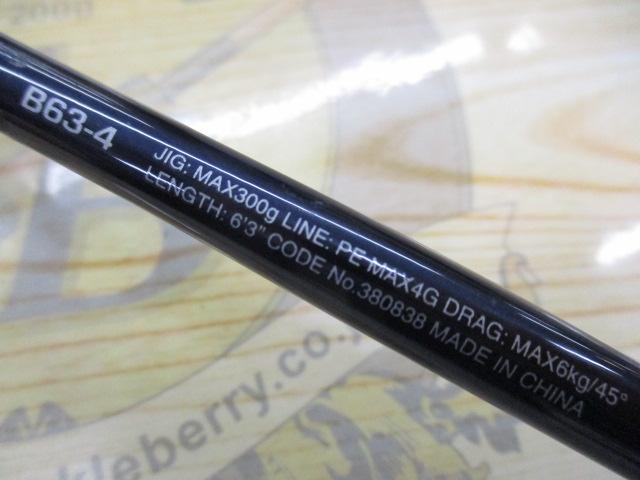 B63-4
JIG: MAX300g LINE: PE MAX4G DRAG: MAX6kg/45°
LENGTH: 6'3" CODE No.380838 MADE IN CHINA
kleberry.co.